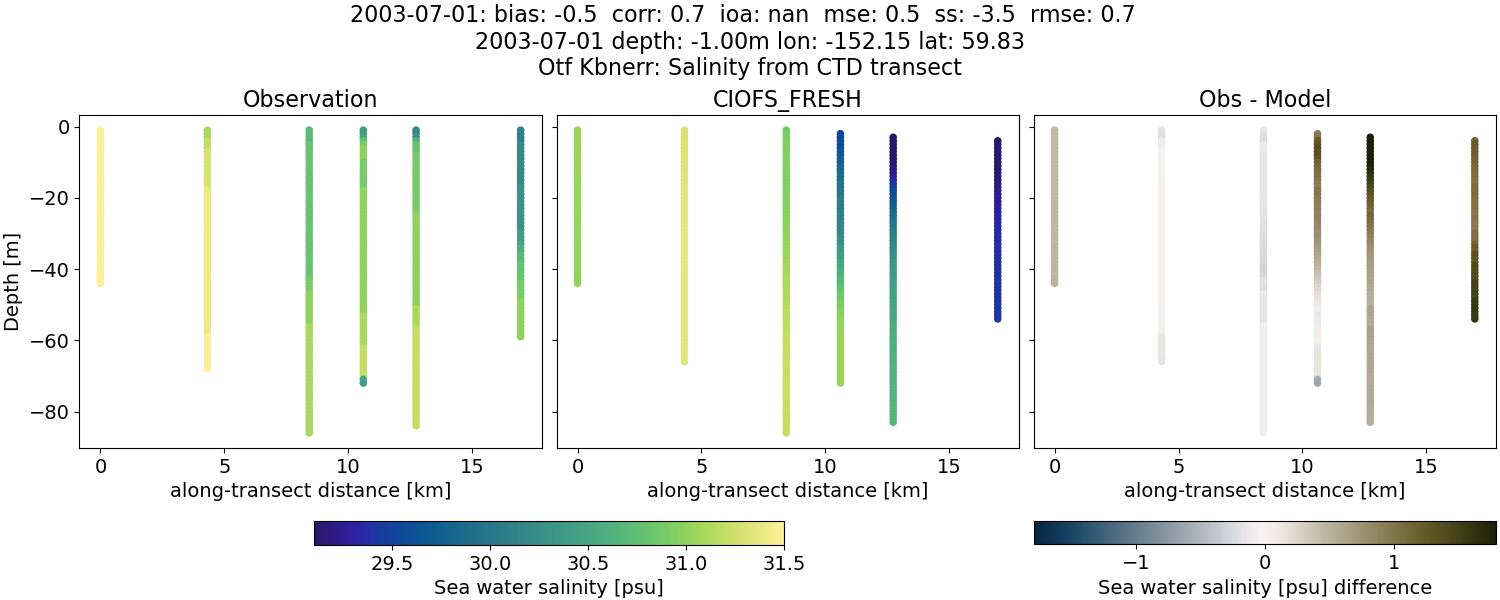 2003-07-01: bias: -0.5  corr: 0.7  ioa: nan  mse: 0.5  ss: -3.5  rmse: 0.7
2003-07-01 depth: -1.00m lon: -152.15 lat: 59.83
Otf Kbnerr: Salinity from CTD transect
Observation
CIOFS_FRESH
Obs - Model
Depth [m]
0
−20
−40
−60
−80
0 5 10 15
0 5 10 15
0 5 10 15
along-transect distance [km]
along-transect distance [km]
along-transect distance [km]
29.5 30.0 30.5 31.0 31.5
Sea water salinity [psu]
−1 0 1
Sea water salinity [psu] difference